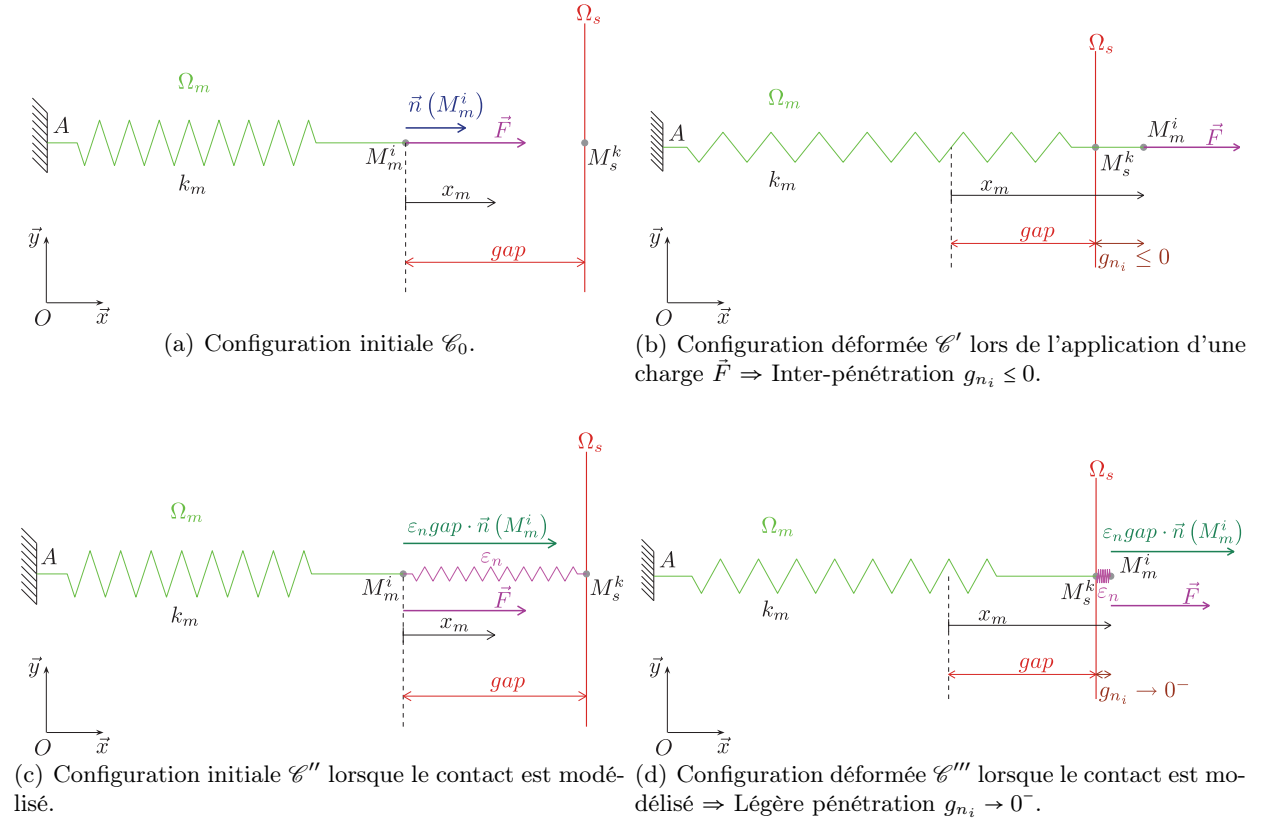 Ω_s
Ω_m
n⃗ (M_m^i)
A
F⃗
M_m^i
M_s^k
k_m
x_m
y⃗
gap
O
x⃗
(a) Configuration initiale 𝒞_0.
Ω_s
Ω_m
A
M_m^i
F⃗
M_s^k
k_m
x_m
y⃗
gap
g_{n_i} ≤ 0
O
x⃗
(b) Configuration déformée 𝒞′ lors de l'application d'une
charge F⃗ ⇒ Inter-pénétration g_{n_i} ≤ 0.
Ω_s
Ω_m
ε_n gap · n⃗ (M_m^i)
A
ε_n
M_m^i
M_s^k
F⃗
k_m
x_m
y⃗
gap
O
x⃗
(c) Configuration initiale 𝒞″ lorsque le contact est modé-
lisé.
Ω_s
Ω_m
ε_n gap · n⃗ (M_m^i)
A
M_m^i
M_s^k
ε_n
F⃗
k_m
x_m
y⃗
gap
g_{n_i} → 0⁻
O
x⃗
(d) Configuration déformée 𝒞‴ lorsque le contact est mo-
délisé ⇒ Légère pénétration g_{n_i} → 0⁻.